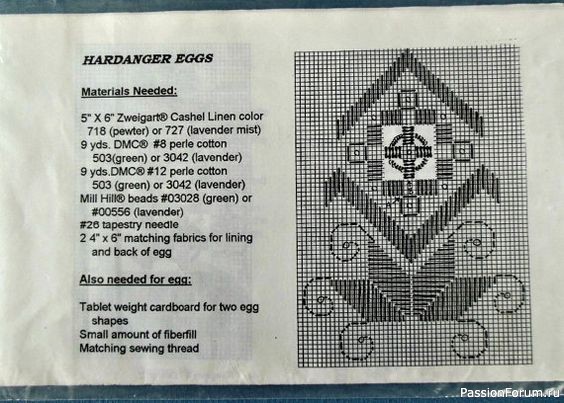 HARDANGER EGGS
Materials Needed:
5" X 6" Zweigart® Cashel Linen color
718 (pewter) or 727 (lavender mist)
9 yds. DMC® #8 perle cotton
503(green) or 3042 (lavender)
9 yds.DMC® #12 perle cotton
503 (green) or 3042 (lavender)
Mill Hill® beads #03028 (green) or
#00556 (lavender)
#26 tapestry needle
2 4" x 6" matching fabrics for lining
and back of egg
Also needed for egg:
Tablet weight cardboard for two egg
shapes
Small amount of fiberfill
Matching sewing thread
A
PassionForum.ru